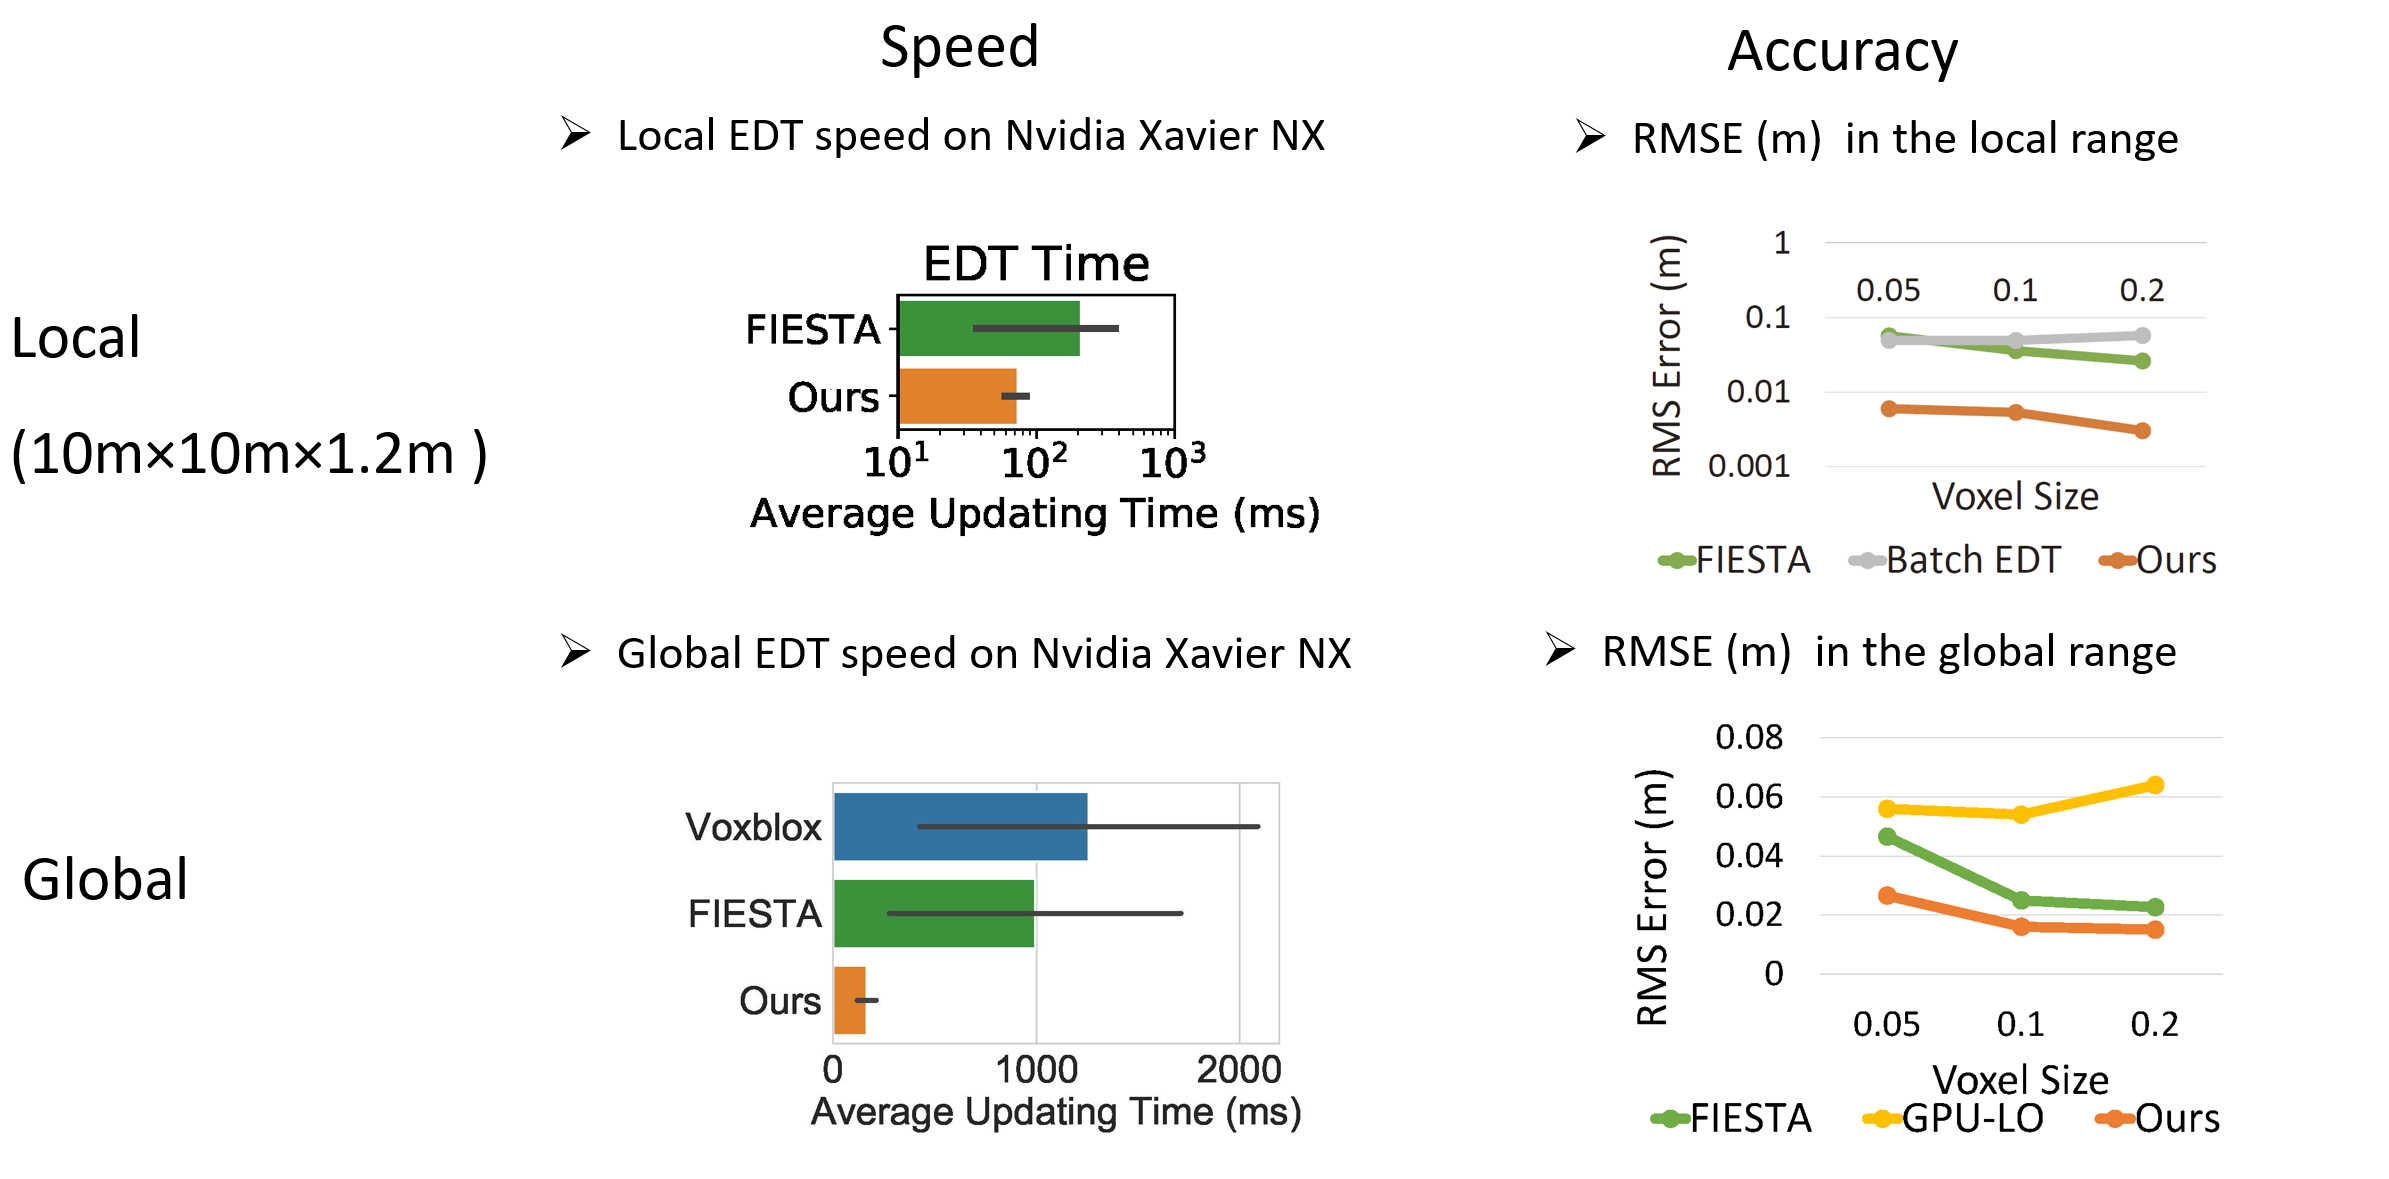 Speed
Accuracy
➢ Local EDT speed on Nvidia Xavier NX
➢ RMSE (m) in the local range
Local
(10m×10m×1.2m )
EDT Time
FIESTA
Ours
10¹ 10² 10³
Average Updating Time (ms)
RMS Error (m)
1
0.05 0.1 0.2
0.1
0.01
0.001
Voxel Size
FIESTA Batch EDT Ours
➢ Global EDT speed on Nvidia Xavier NX
➢ RMSE (m) in the global range
Global
Voxblox
FIESTA
Ours
0 1000 2000
Average Updating Time (ms)
RMS Error (m)
0.08
0.06
0.04
0.02
0
0.05 0.1 0.2
Voxel Size
FIESTA GPU-LO Ours